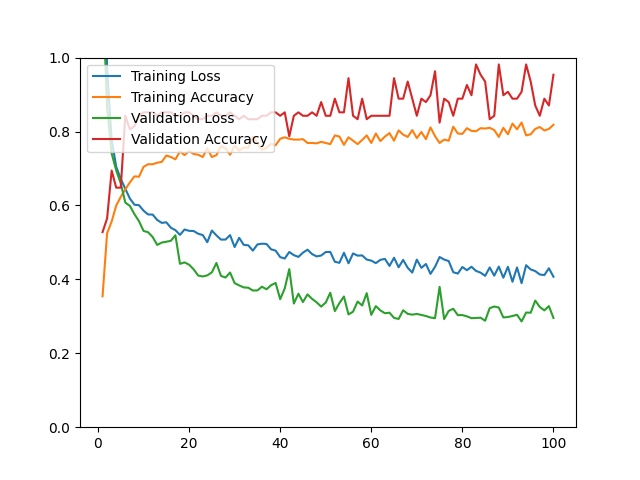 1.0
0.8
0.6
0.4
0.2
0.0
Training Loss
Training Accuracy
Validation Loss
Validation Accuracy
0 20 40 60 80 100